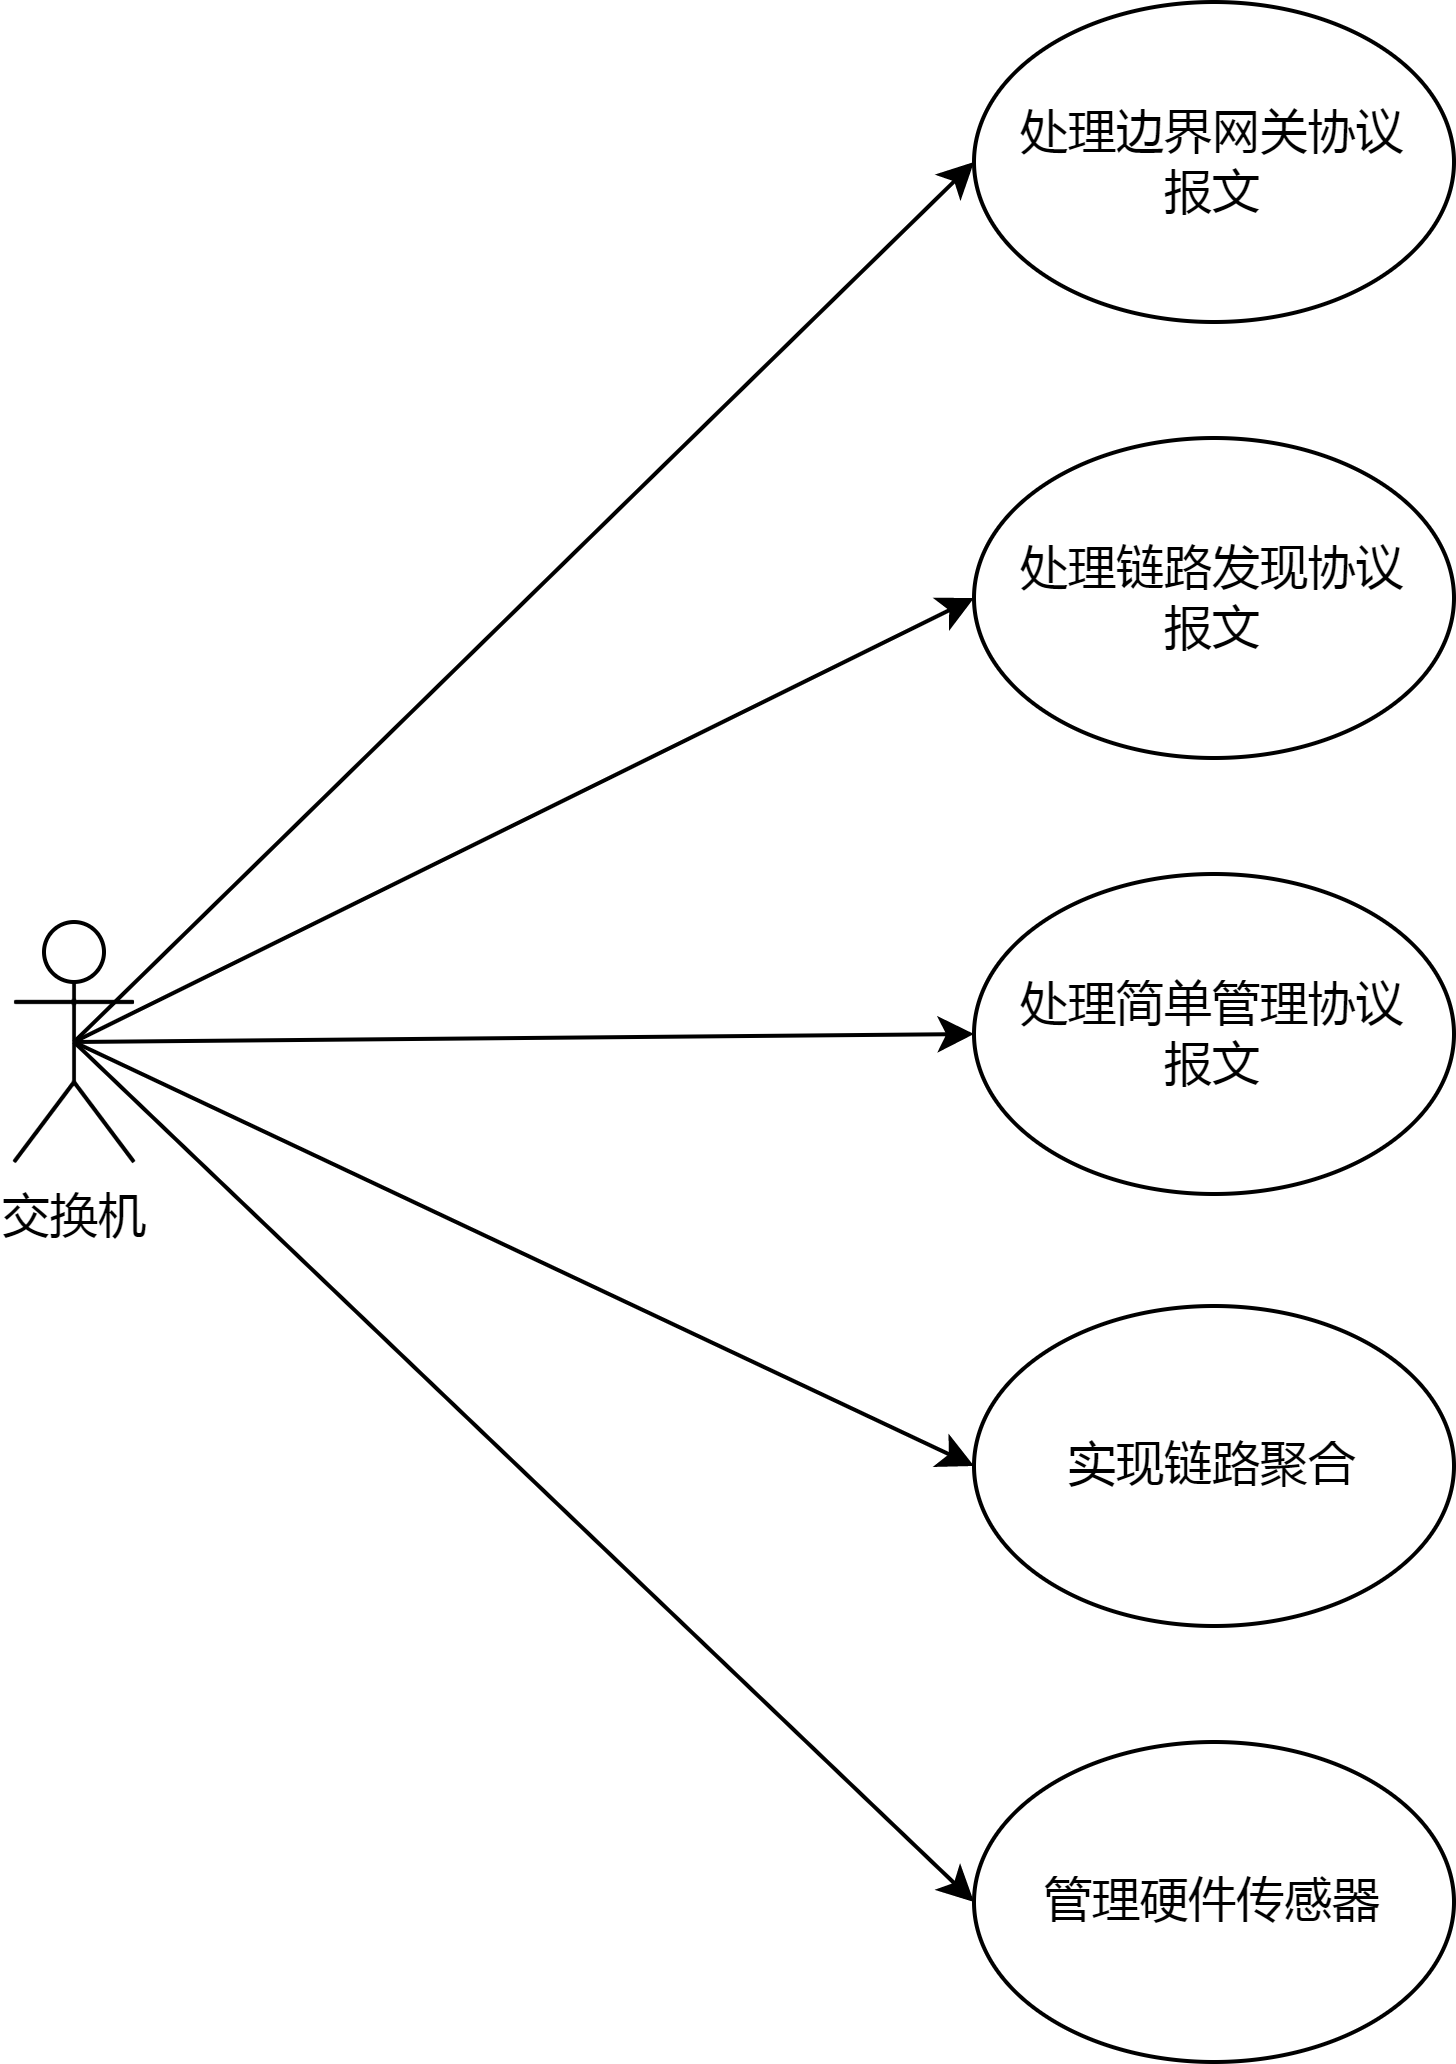 处理边界网关协议
报文
处理链路发现协议
报文
处理简单管理协议
报文
交换机
实现链路聚合
管理硬件传感器